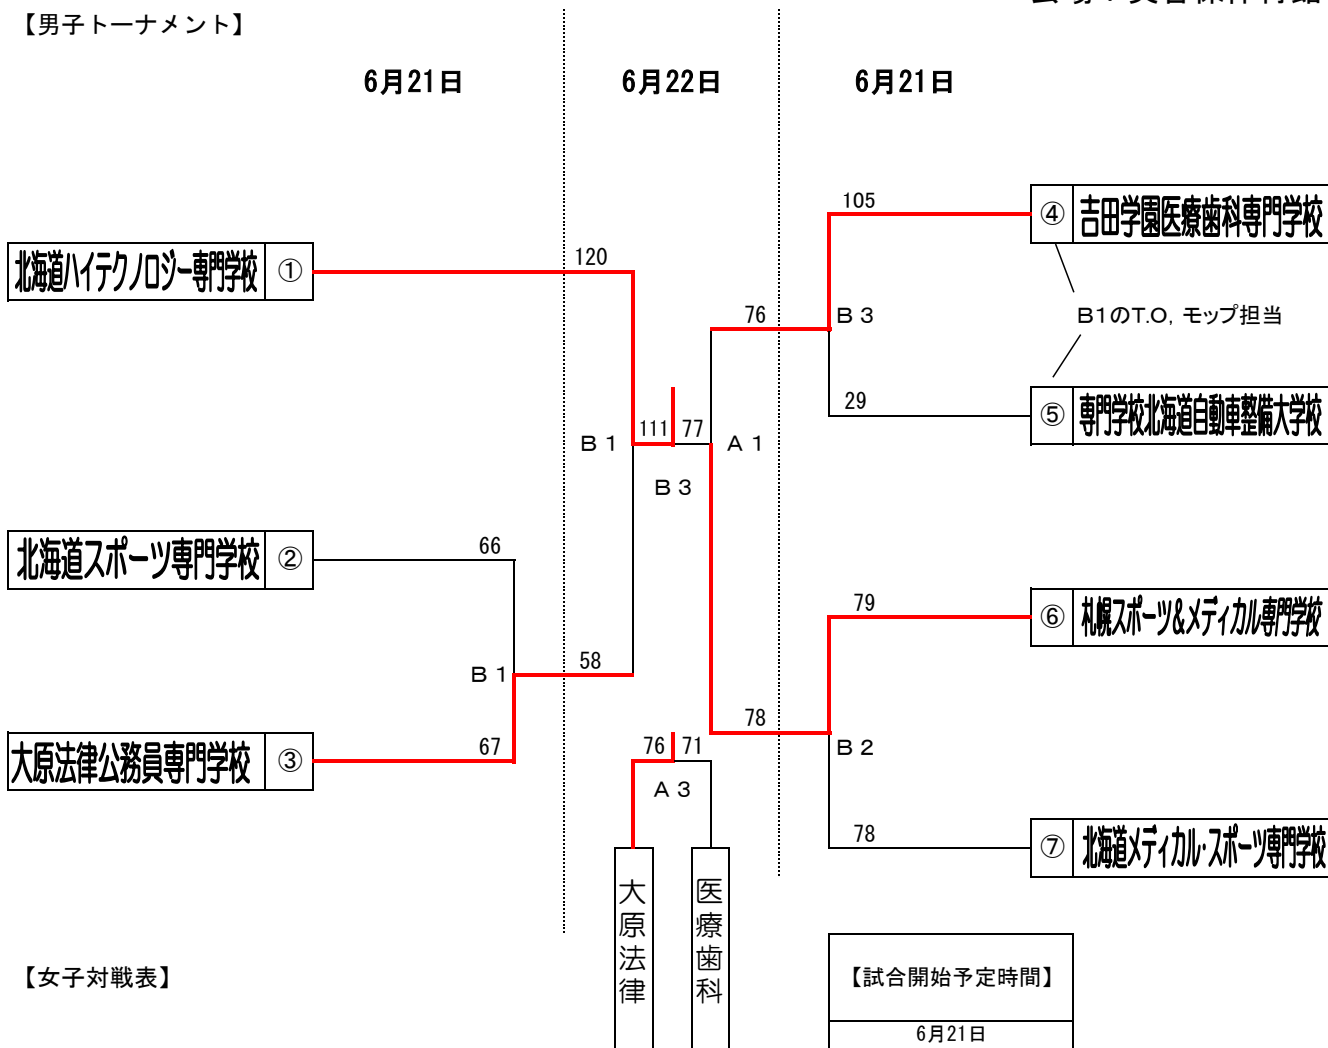 【男子トーナメント】
6月21日
6月22日
6月21日
105
④ 吉田学園医療歯科専門学校
北海道ハイテクノロジー専門学校 ①
120
76
B3
B1のT.O, モップ担当
29
⑤ 専門学校北海道自動車整備大学校
B1
111
77
A1
B3
北海道スポーツ専門学校 ②
66
79
⑥ 札幌スポーツ&メディカル専門学校
B1
58
78
大原法律公務員専門学校 ③
67
76
71
B2
A3
78
⑦ 北海道メディカル・スポーツ専門学校
大原法律
医療歯科
【女子対戦表】
【試合開始予定時間】
6月21日